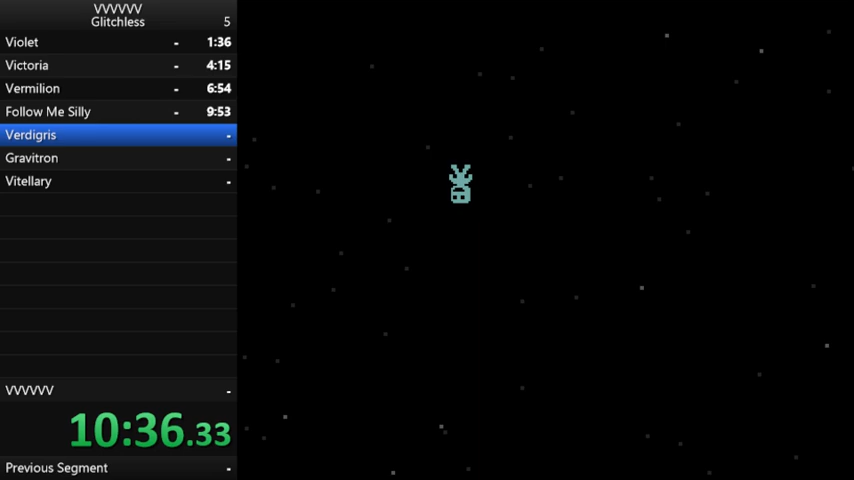 VVVVVV
Glitchless 5
Violet - 1:36
Victoria - 4:15
Vermilion - 6:54
Follow Me Silly - 9:53
Verdigris -
Gravitron -
Vitellary -
VVVVVV -
10:36.33
Previous Segment -